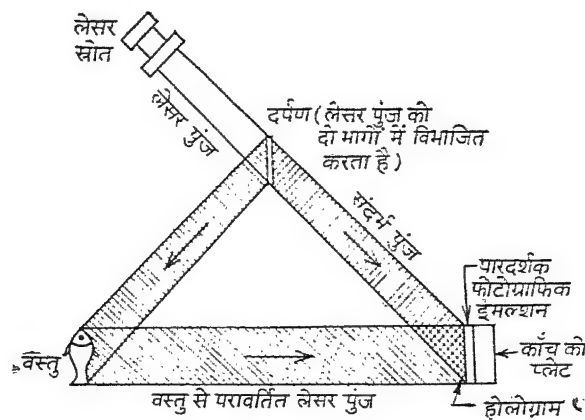 लेसर
स्रोत
लेसर पुंज
दर्पण (लेसर पुंज को
दो भागों में विभाजित
करता है)
संदर्भ पुंज
पारदर्शक
फोटोग्राफिक
इमल्शन
वस्तु
काँच की
प्लेट
वस्तु से परावर्तित लेसर पुंज
होलोग्राम